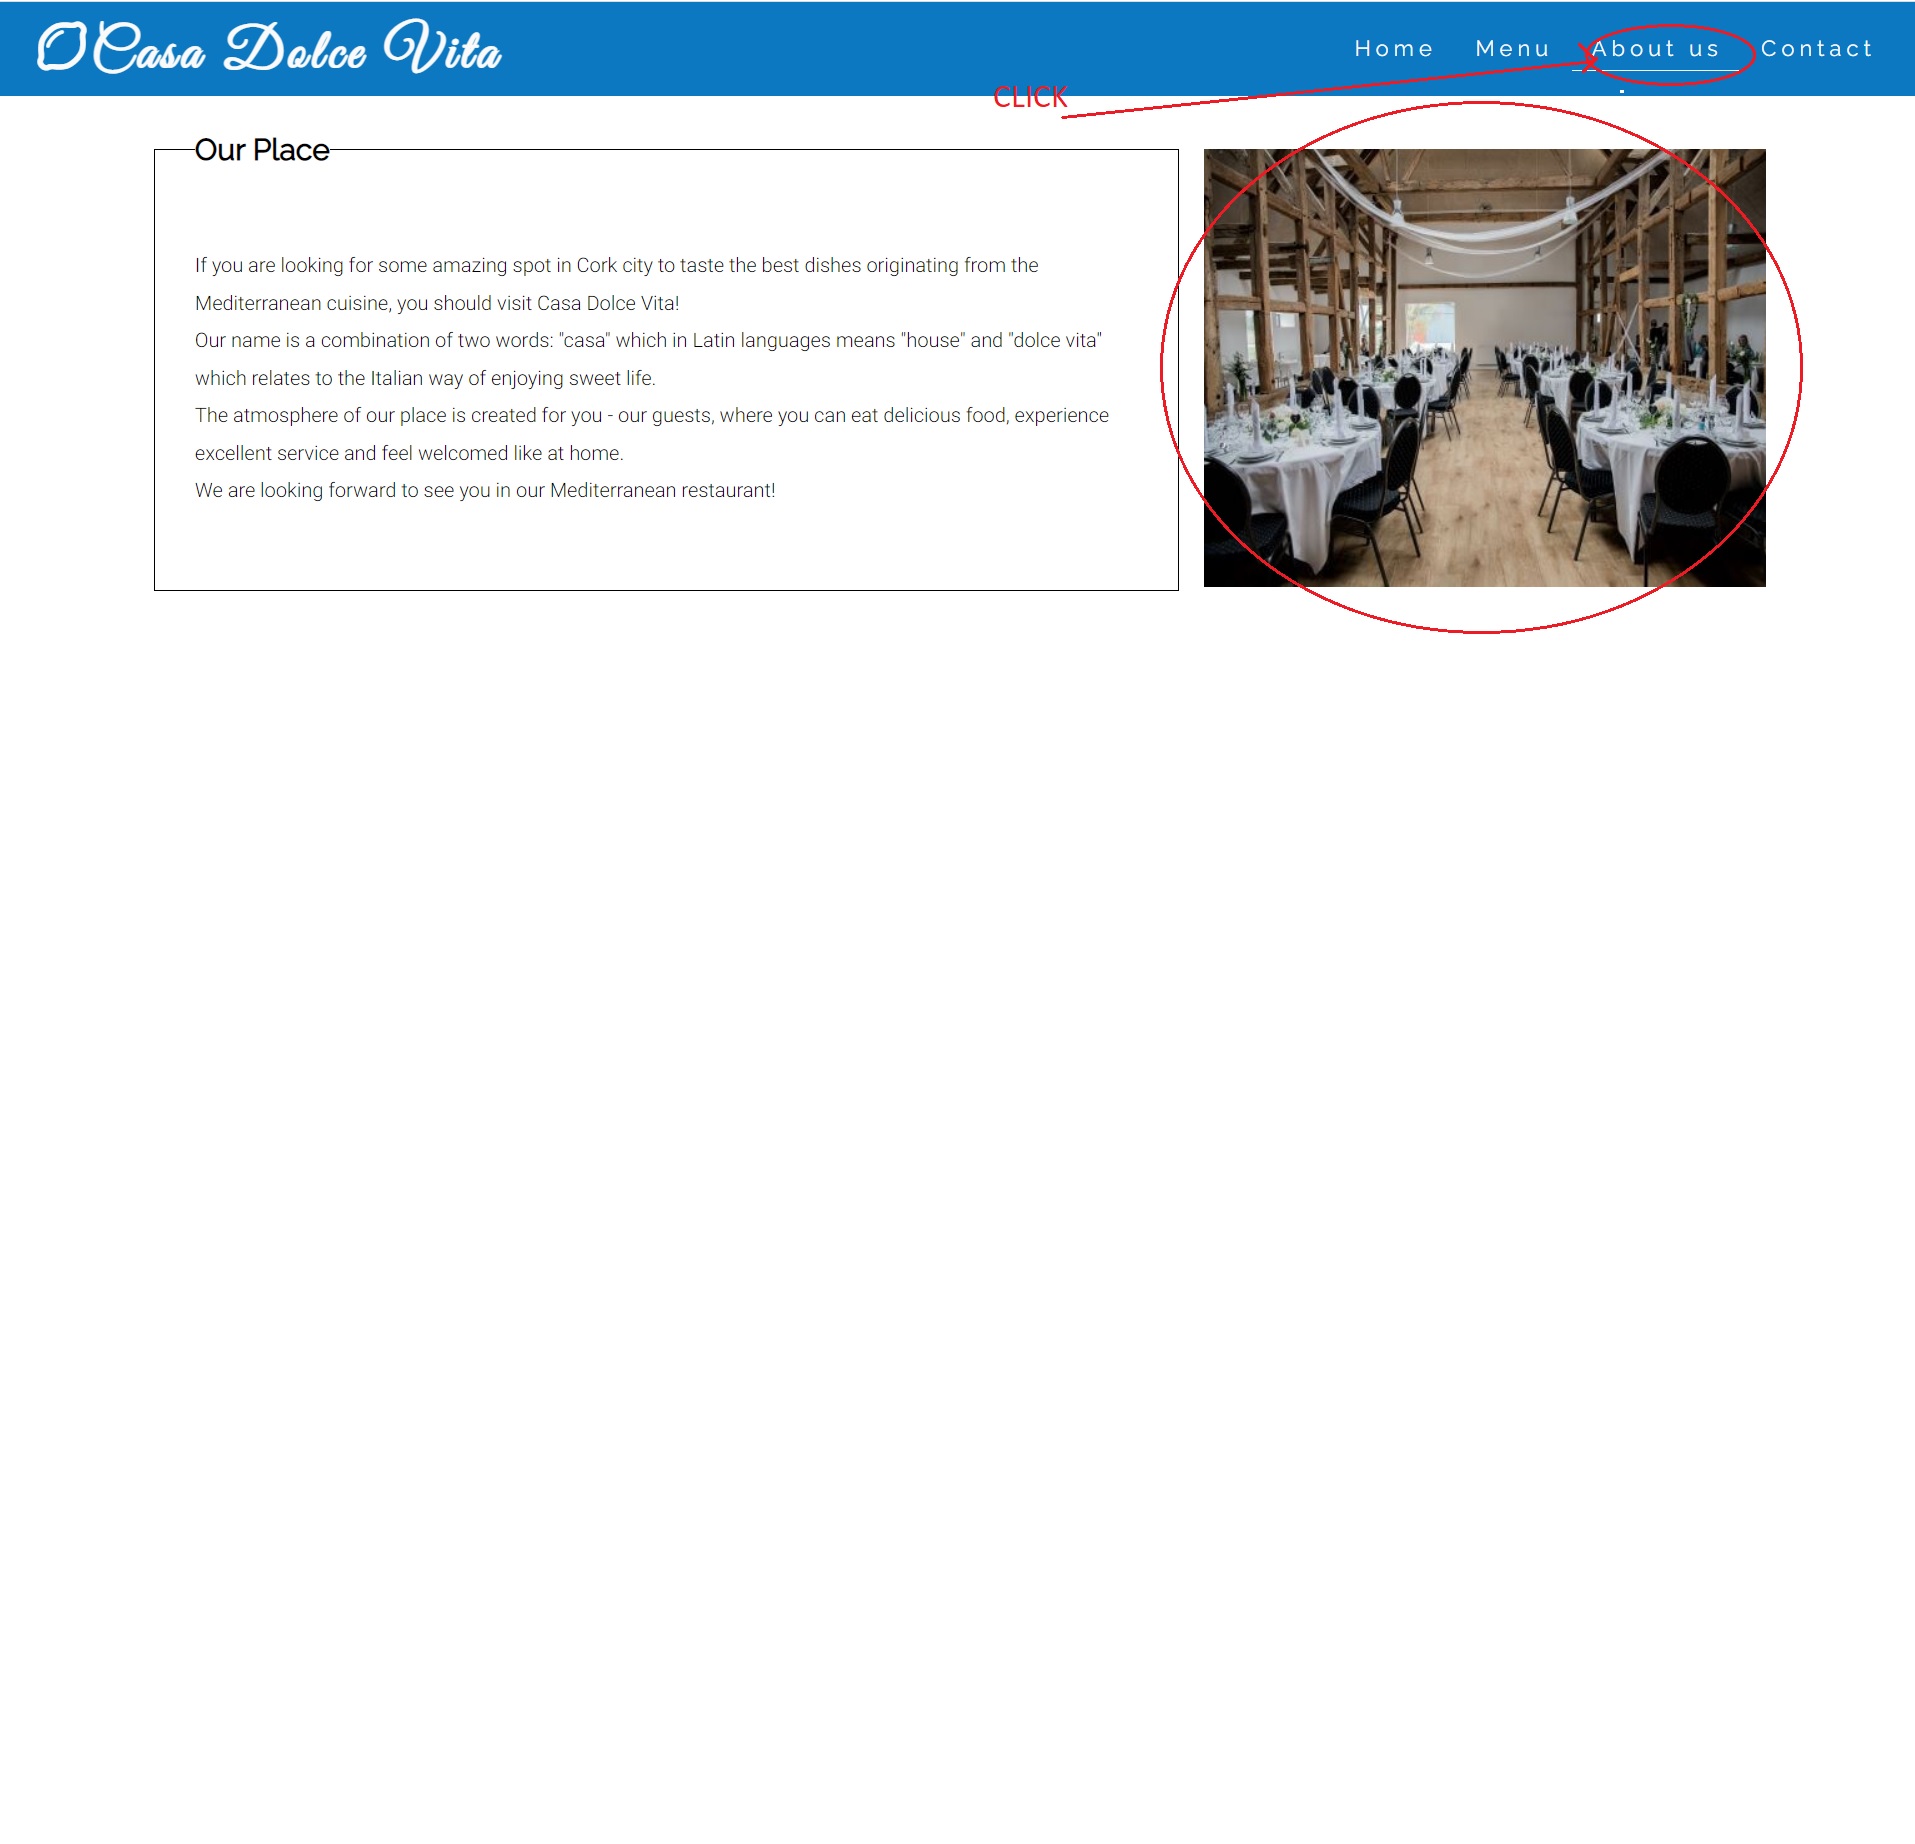 Casa Dolce Vita
Home Menu About us Contact
CLICK
Our Place
If you are looking for some amazing spot in Cork city to taste the best dishes originating from the
Mediterranean cuisine, you should visit Casa Dolce Vita!
Our name is a combination of two words: "casa" which in Latin languages means "house" and "dolce vita"
which relates to the Italian way of enjoying sweet life.
The atmosphere of our place is created for you - our guests, where you can eat delicious food, experience
excellent service and feel welcomed like at home.
We are looking forward to see you in our Mediterranean restaurant!